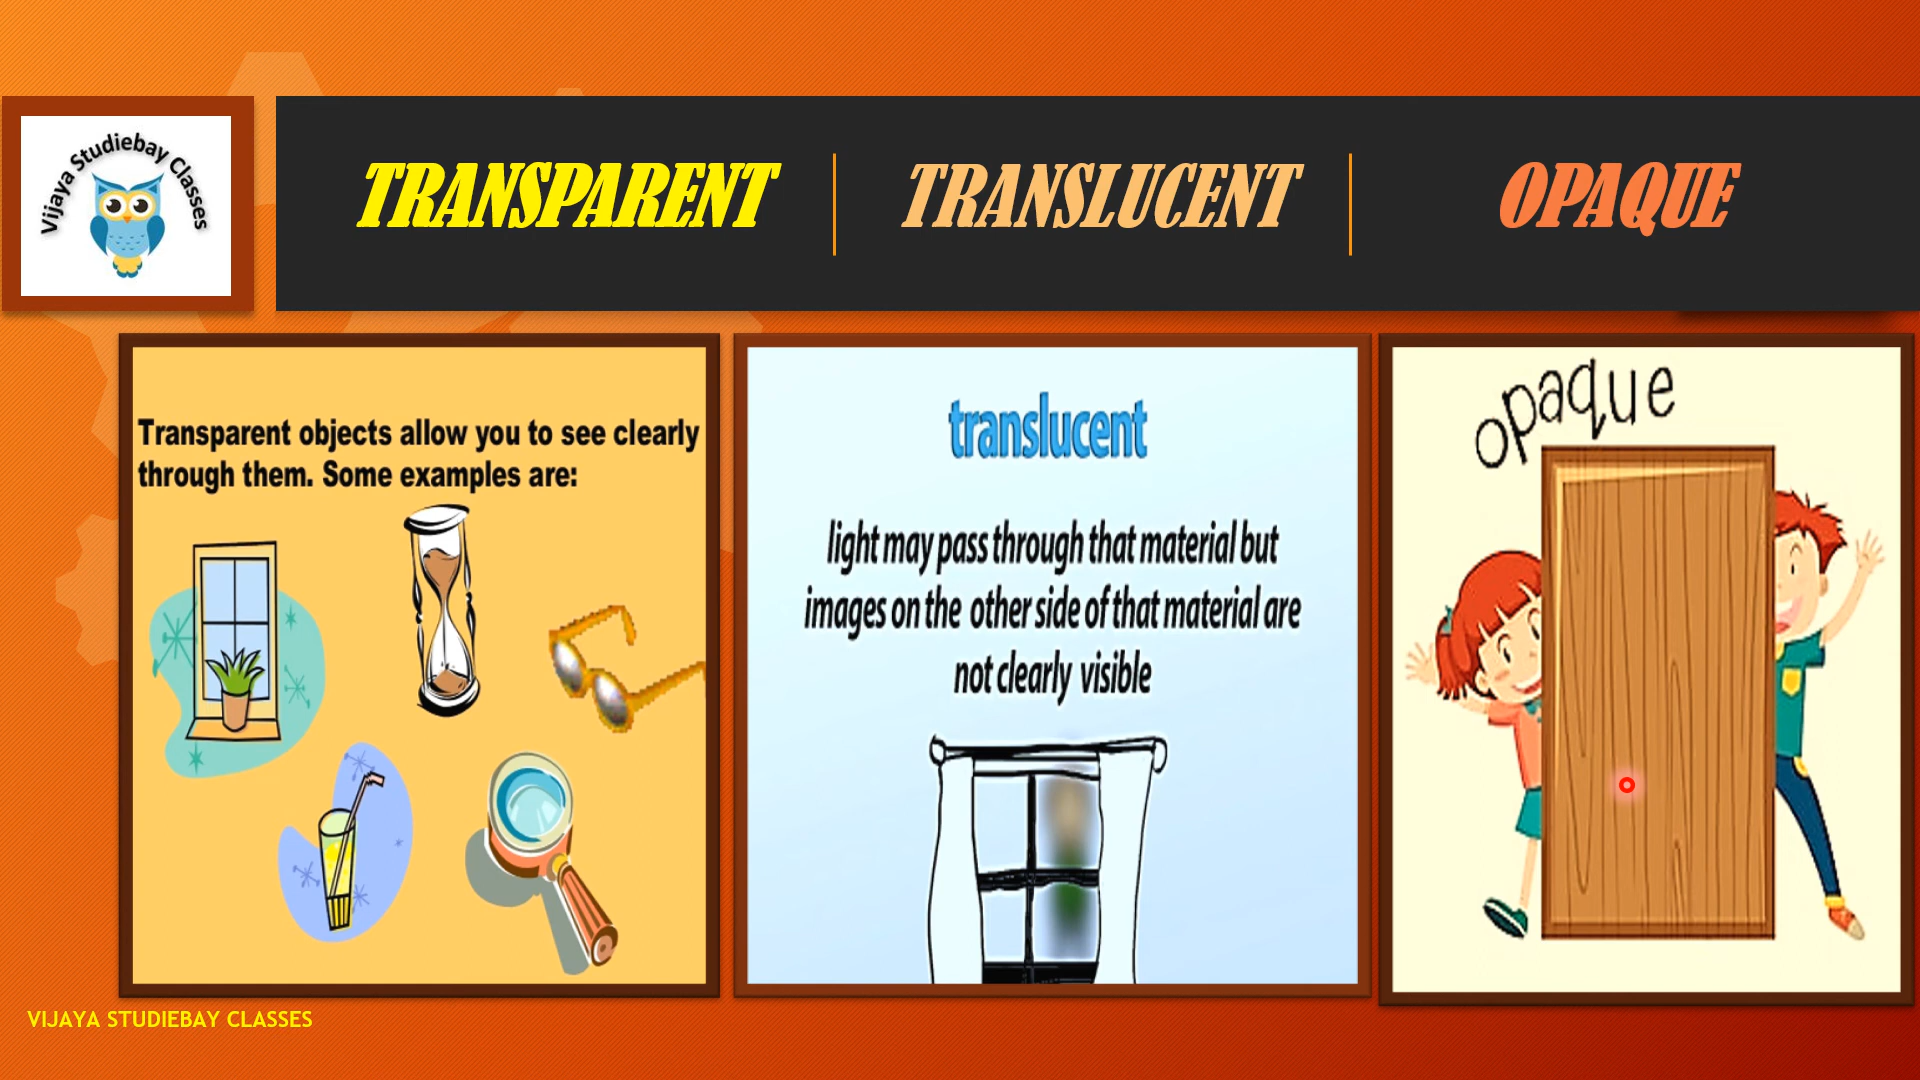 Vijaya Studiebay Classes
TRANSPARENT
TRANSLUCENT
OPAQUE
Transparent objects allow you to see clearly
through them. Some examples are:
translucent
light may pass through that material but
images on the other side of that material are
not clearly visible
opaque
VIJAYA STUDIEBAY CLASSES